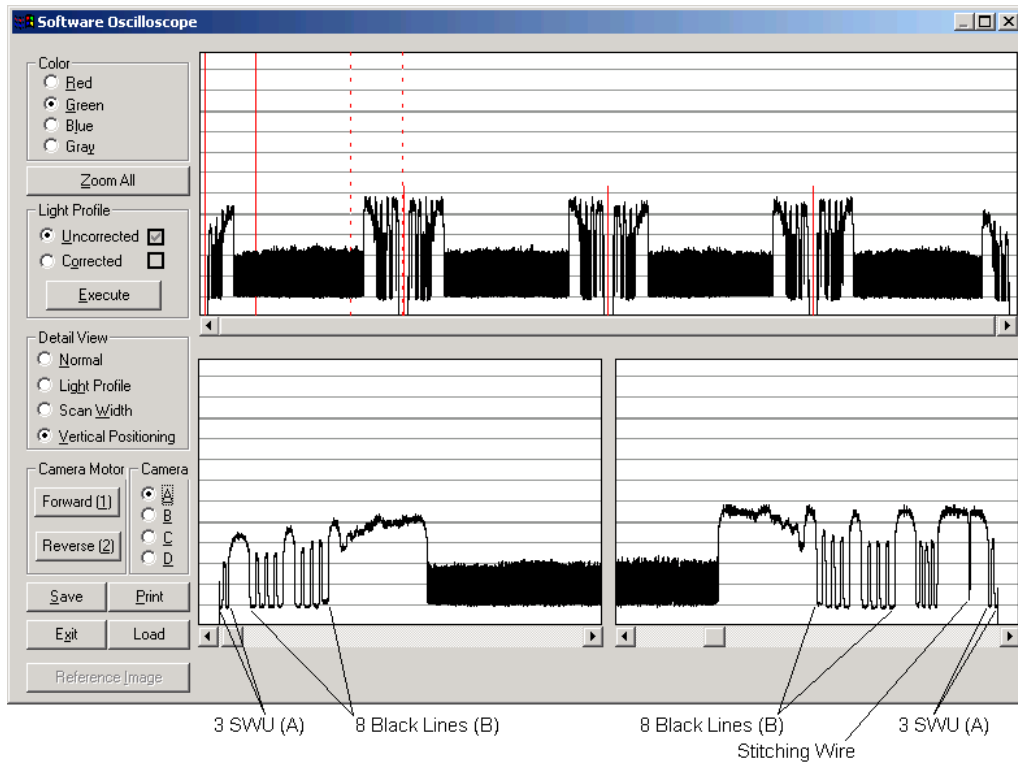 Software Oscilloscope
Color
Red
Green
Blue
Gray
Zoom All
Light Profile
Uncorrected
Corrected
Execute
Detail View
Normal
Light Profile
Scan Width
Vertical Positioning
Camera Motor
Forward (1)
Reverse (2)
Camera
A
B
C
D
Save
Print
Exit
Load
Reference Image
3 SWU (A)
8 Black Lines (B)
8 Black Lines (B)
3 SWU (A)
Stitching Wire